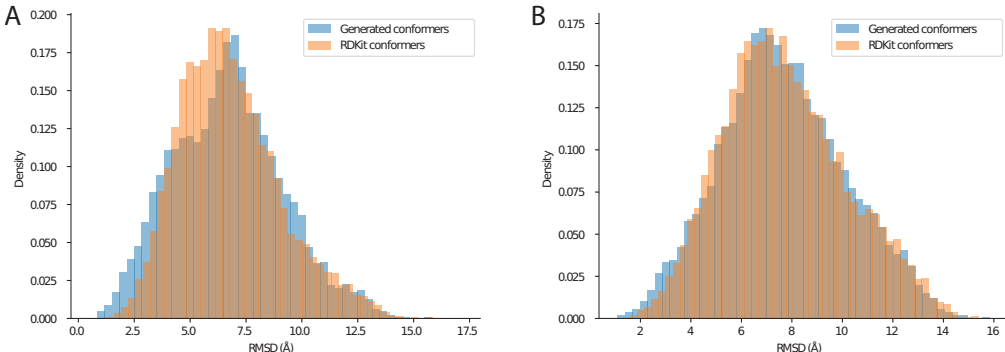 A
Generated conformers
RDKit conformers
Density
0.200
0.175
0.150
0.125
0.100
0.075
0.050
0.025
0.000
0.0 2.5 5.0 7.5 10.0 12.5 15.0 17.5
RMSD (Å)
B
Generated conformers
RDKit conformers
Density
0.175
0.150
0.125
0.100
0.075
0.050
0.025
0.000
2 4 6 8 10 12 14 16
RMSD (Å)